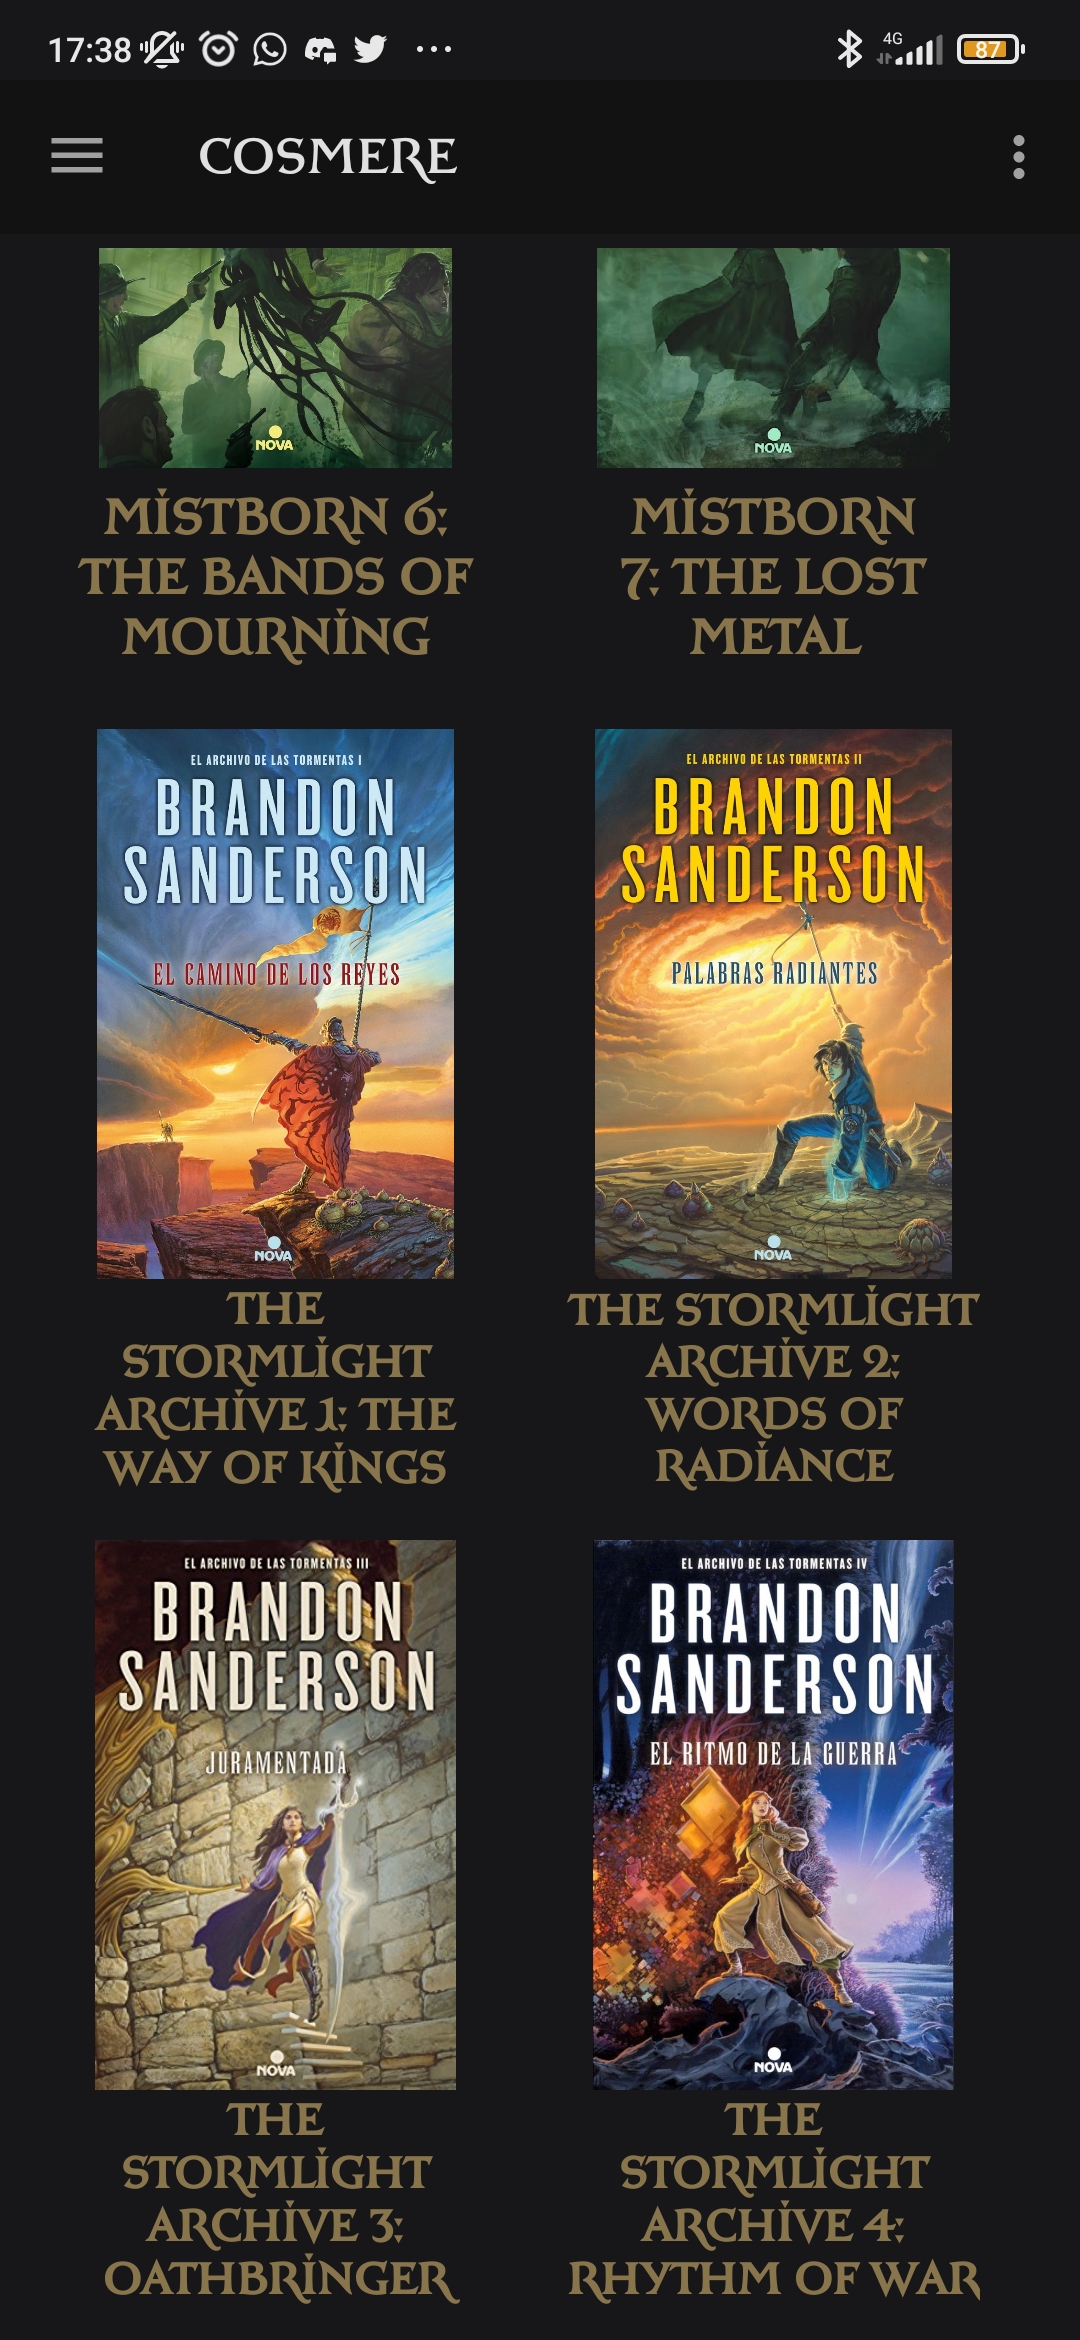 17:38
4G
87
COSMERE
NOVA
NOVA
MISTBORN 6:
THE BANDS OF
MOURNING
MISTBORN
7: THE LOST
METAL
EL ARCHIVO DE LAS TORMENTAS I
BRANDON
SANDERSON
EL CAMINO DE LOS REYES
NOVA
THE
STORMLIGHT
ARCHIVE 1: THE
WAY OF KINGS
EL ARCHIVO DE LAS TORMENTAS II
BRANDON
SANDERSON
PALABRAS RADIANTES
NOVA
THE STORMLIGHT
ARCHIVE 2:
WORDS OF
RADIANCE
EL ARCHIVO DE LAS TORMENTAS III
BRANDON
SANDERSON
JURAMENTADA
NOVA
THE
STORMLIGHT
ARCHIVE 3:
OATHBRINGER
EL ARCHIVO DE LAS TORMENTAS IV
BRANDON
SANDERSON
EL RITMO DE LA GUERRA
NOVA
THE
STORMLIGHT
ARCHIVE 4:
RHYTHM OF WAR